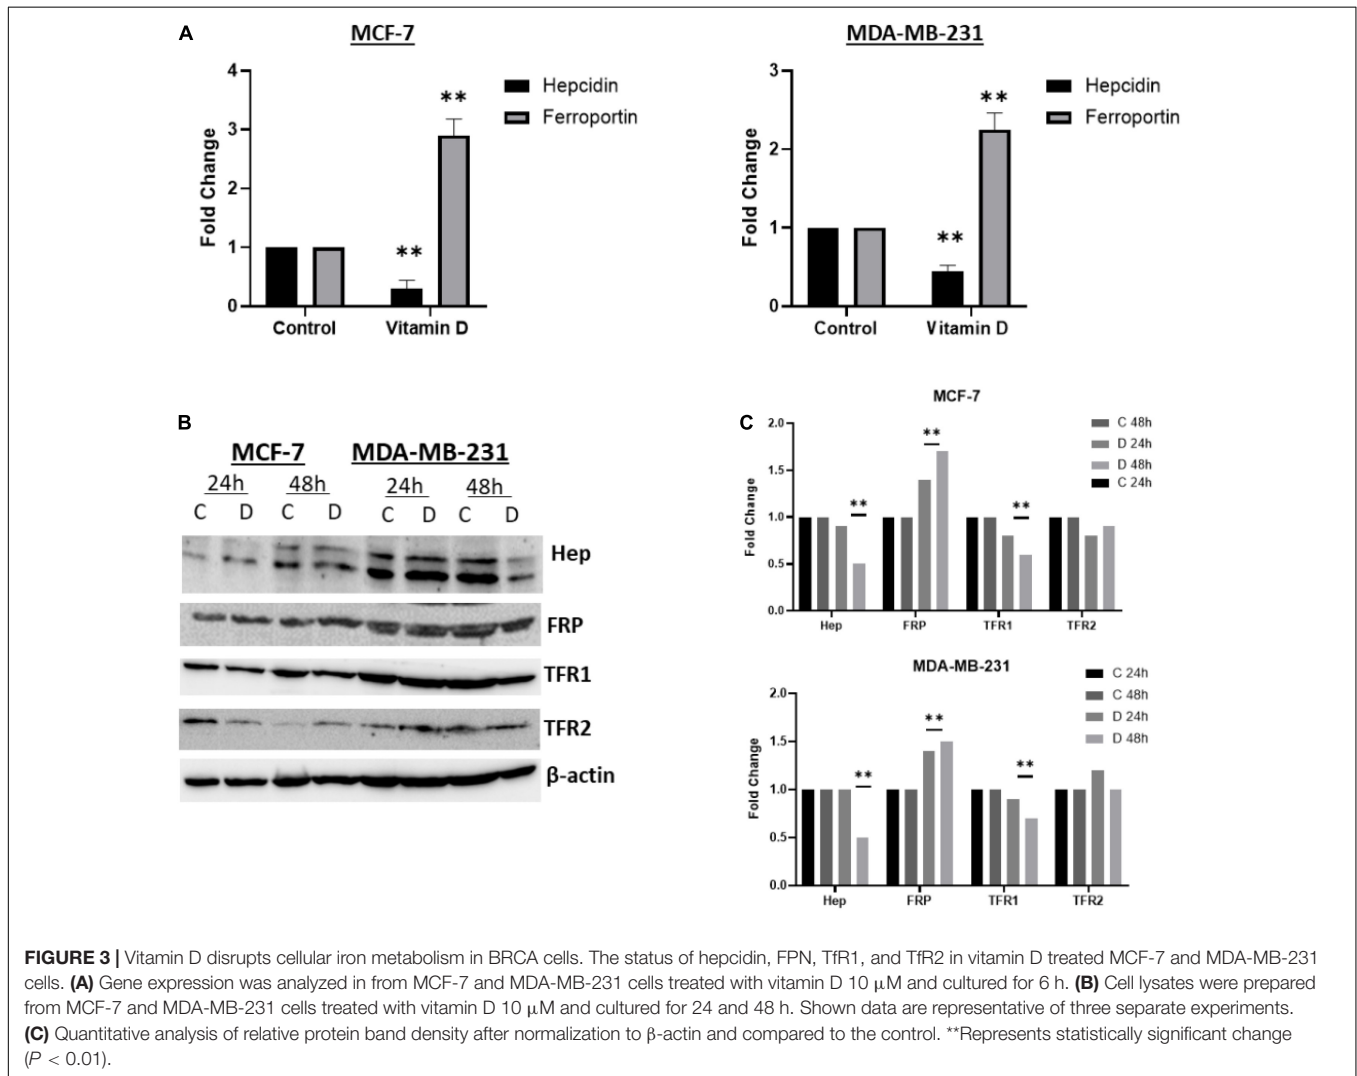 A
MCF-7
4
3
2
1
0
Fold Change
**
**
Control
Vitamin D
Hepcidin
Ferroportin
MDA-MB-231
3
2
1
0
Fold Change
**
**
Control
Vitamin D
Hepcidin
Ferroportin
B
MCF-7
MDA-MB-231
24h
48h
24h
48h
C D C D C D C D
Hep
FRP
TFR1
TFR2
β-actin
C
MCF-7
2.0
1.5
1.0
0.5
0.0
Fold Change
**
**
**
Hep
FRP
TFR1
TFR2
C 48h
D 24h
D 48h
C 24h
MDA-MB-231
2.0
1.5
1.0
0.5
0.0
Fold Change
**
**
**
Hep
FRP
TFR1
TFR2
C 24h
C 48h
D 24h
D 48h
FIGURE 3 | Vitamin D disrupts cellular iron metabolism in BRCA cells. The status of hepcidin, FPN, TfR1, and TfR2 in vitamin D treated MCF-7 and MDA-MB-231
cells. (A) Gene expression was analyzed in from MCF-7 and MDA-MB-231 cells treated with vitamin D 10 μM and cultured for 6 h. (B) Cell lysates were prepared
from MCF-7 and MDA-MB-231 cells treated with vitamin D 10 μM and cultured for 24 and 48 h. Shown data are representative of three separate experiments.
(C) Quantitative analysis of relative protein band density after normalization to β-actin and compared to the control. **Represents statistically significant change
(P < 0.01).